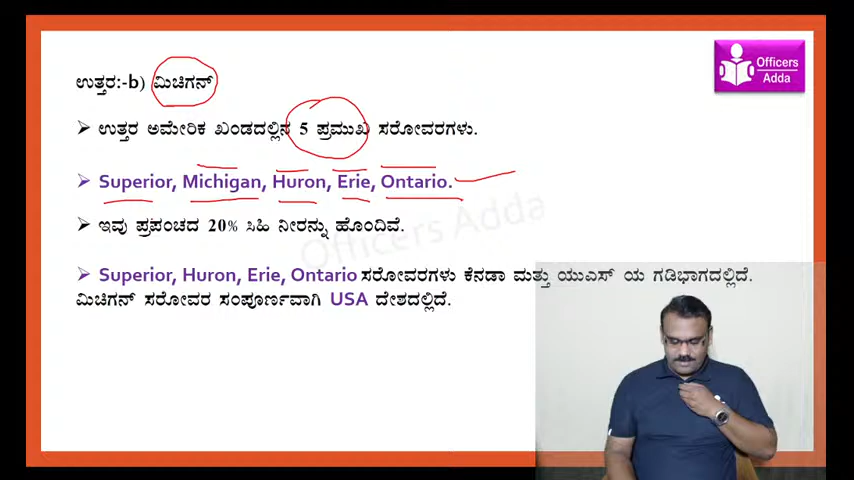 ಉತ್ತರ:-b) ಮಿಚಿಗನ್
Officers
Adda
➢ ಉತ್ತರ ಅಮೇರಿಕ ಖಂಡದಲ್ಲಿನ 5 ಪ್ರಮುಖ ಸರೋವರಗಳು.
➢ Superior, Michigan, Huron, Erie, Ontario.
➢ ಇವು ಪ್ರಪಂಚದ 20% ಸಿಹಿ ನೀರನ್ನು ಹೊಂದಿವೆ.
Officers Adda
➢ Superior, Huron, Erie, Ontario ಸರೋವರಗಳು ಕೆನಡಾ ಮತ್ತು ಯುಎಸ್ ಯ ಗಡಿಭಾಗದಲ್ಲಿದೆ.
ಮಿಚಿಗನ್ ಸರೋವರ ಸಂಪೂರ್ಣವಾಗಿ USA ದೇಶದಲ್ಲಿದೆ.